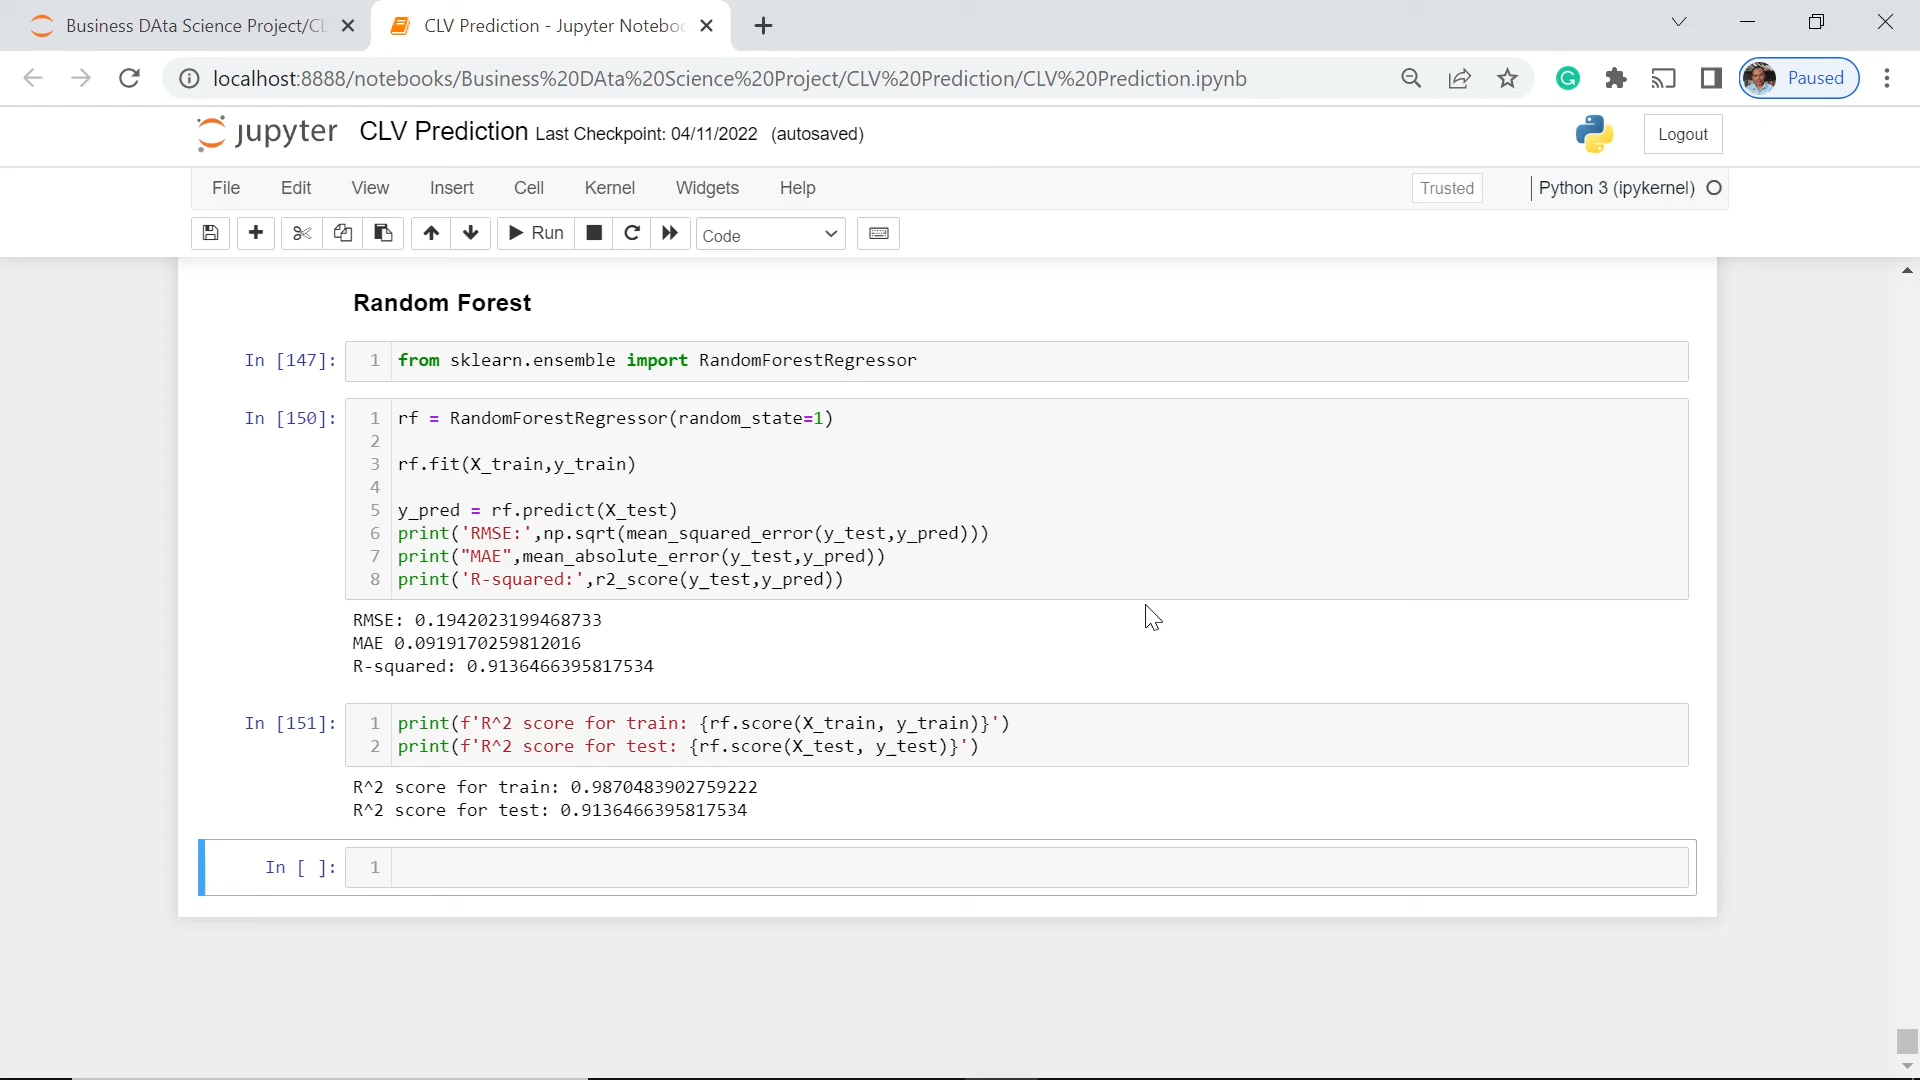 Business DAta Science Project/CL
CLV Prediction - Jupyter Noteboo
localhost:8888/notebooks/Business%20DAta%20Science%20Project/CLV%20Prediction/CLV%20Prediction.ipynb
Paused
jupyter CLV Prediction Last Checkpoint: 04/11/2022 (autosaved)
Logout
File Edit View Insert Cell Kernel Widgets Help
Trusted
Python 3 (ipykernel)
Run
Code
Random Forest
In [147]: 1 from sklearn.ensemble import RandomForestRegressor
In [150]: 1 rf = RandomForestRegressor(random_state=1)
2
3 rf.fit(X_train,y_train)
4
5 y_pred = rf.predict(X_test)
6 print('RMSE:',np.sqrt(mean_squared_error(y_test,y_pred)))
7 print("MAE",mean_absolute_error(y_test,y_pred))
8 print('R-squared:',r2_score(y_test,y_pred))
RMSE: 0.1942023199468733
MAE 0.0919170259812016
R-squared: 0.9136466395817534
In [151]: 1 print(f'R^2 score for train: {rf.score(X_train, y_train)}')
2 print(f'R^2 score for test: {rf.score(X_test, y_test)}')
R^2 score for train: 0.9870483902759222
R^2 score for test: 0.9136466395817534
In [ ]: 1